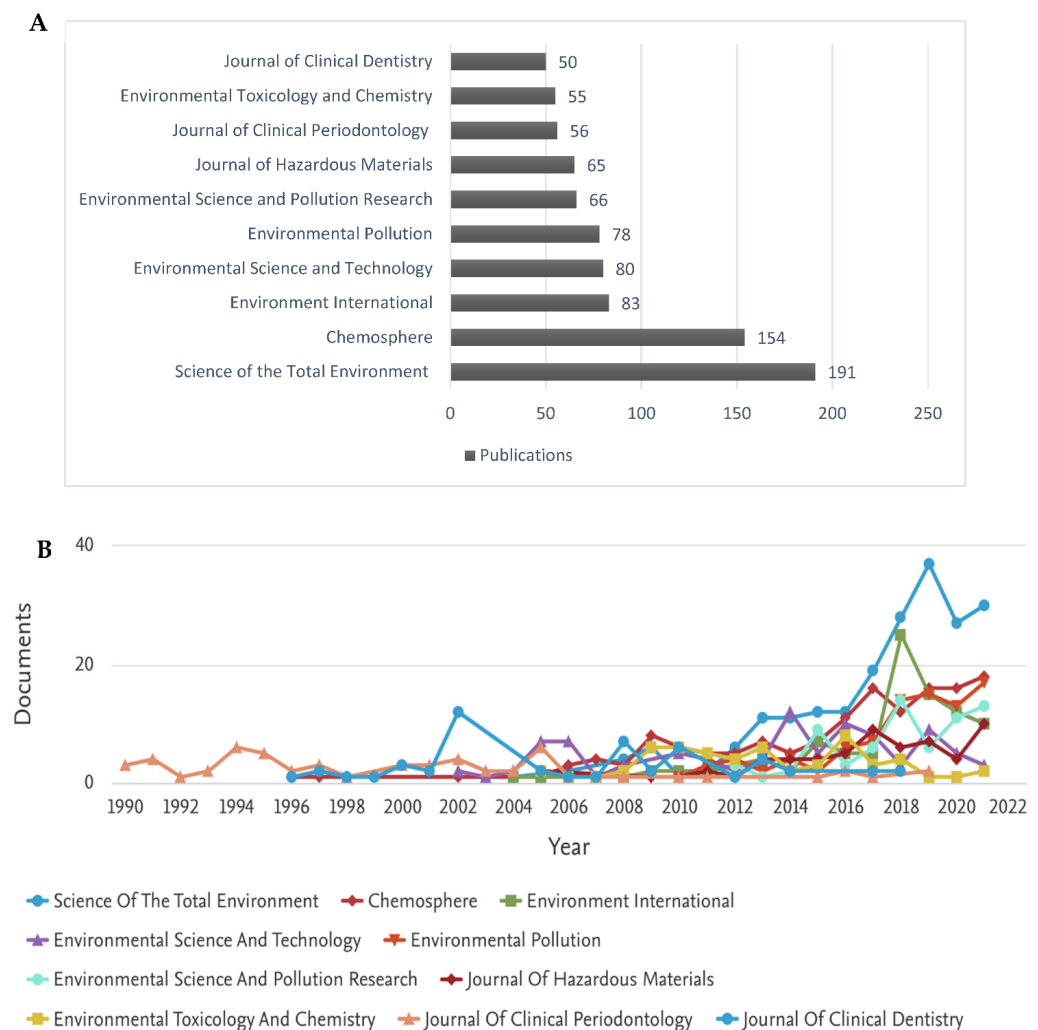 A
Journal of Clinical Dentistry 50
Environmental Toxicology and Chemistry 55
Journal of Clinical Periodontology 56
Journal of Hazardous Materials 65
Environmental Science and Pollution Research 66
Environmental Pollution 78
Environmental Science and Technology 80
Environment International 83
Chemosphere 154
Science of the Total Environment 191
0 50 100 150 200 250
Publications
B
40
20
0
Documents
1990 1992 1994 1996 1998 2000 2002 2004 2006 2008 2010 2012 2014 2016 2018 2020 2022
Year
Science Of The Total Environment Chemosphere Environment International
Environmental Science And Technology Environmental Pollution
Environmental Science And Pollution Research Journal Of Hazardous Materials
Environmental Toxicology And Chemistry Journal Of Clinical Periodontology Journal Of Clinical Dentistry